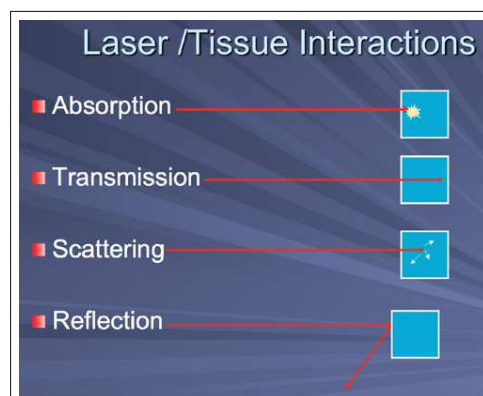 Laser /Tissue Interactions
Absorption
Transmission
Scattering
Reflection